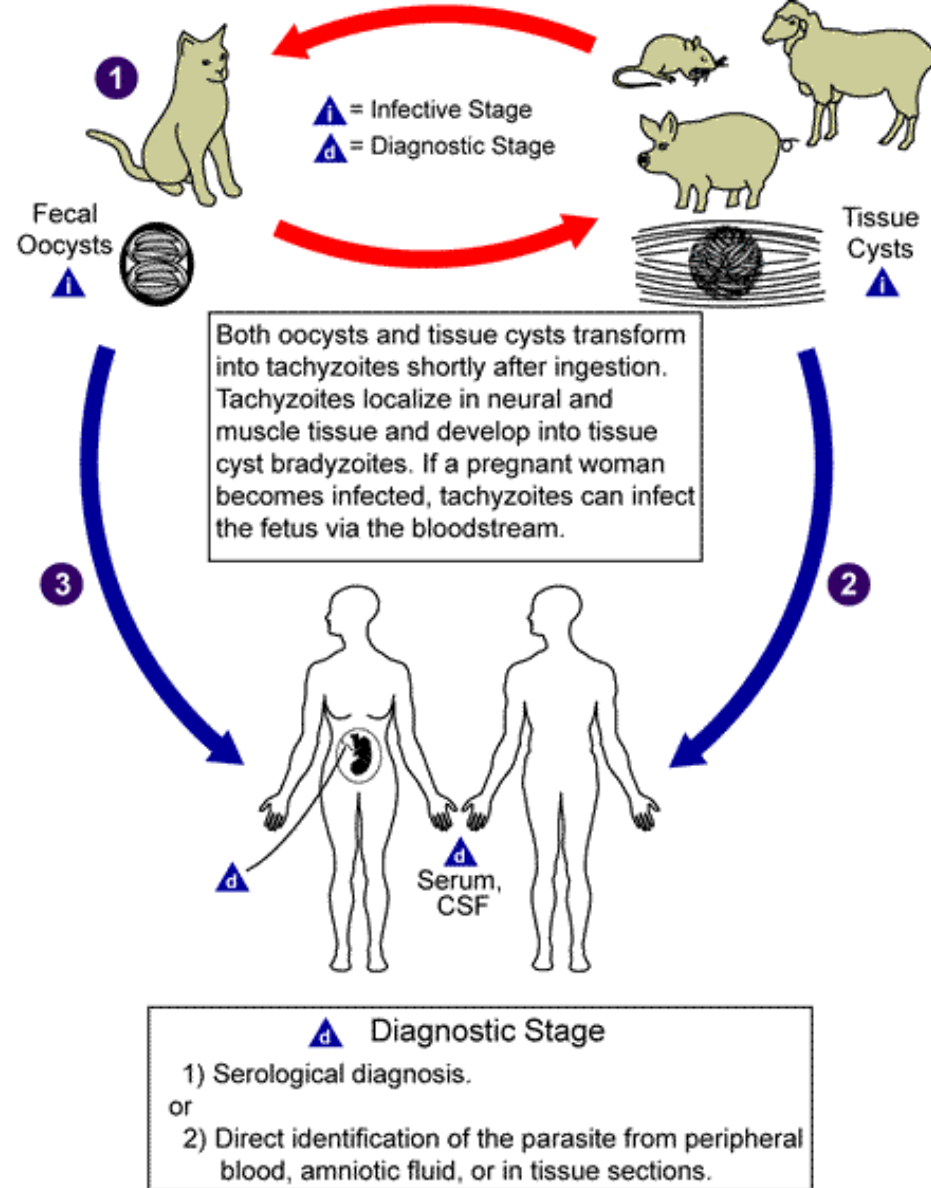 1
i = Infective Stage
d = Diagnostic Stage
Fecal
Oocysts
i
Tissue
Cysts
i
Both oocysts and tissue cysts transform
into tachyzoites shortly after ingestion.
Tachyzoites localize in neural and
muscle tissue and develop into tissue
cyst bradyzoites. If a pregnant woman
becomes infected, tachyzoites can infect
the fetus via the bloodstream.
3
2
d
d
Serum,
CSF
d Diagnostic Stage
1) Serological diagnosis.
or
2) Direct identification of the parasite from peripheral
blood, amniotic fluid, or in tissue sections.